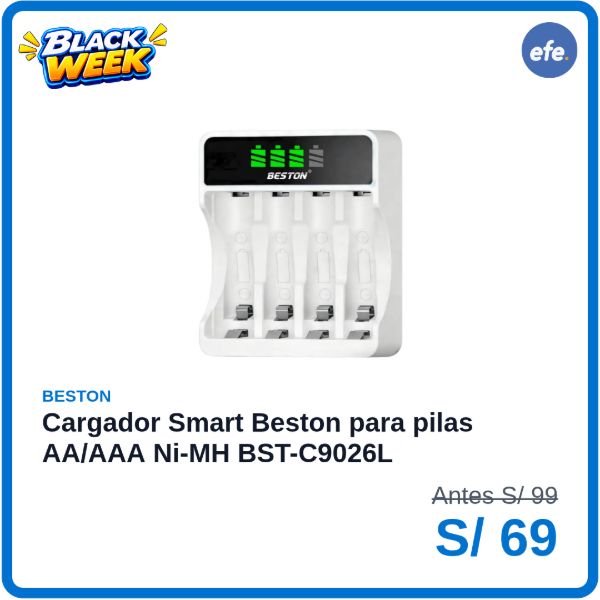 BLACK
WEEK
efe.
BESTON®
BESTON
Cargador Smart Beston para pilas
AA/AAA Ni-MH BST-C9026L
Antes S/ 99
S/ 69